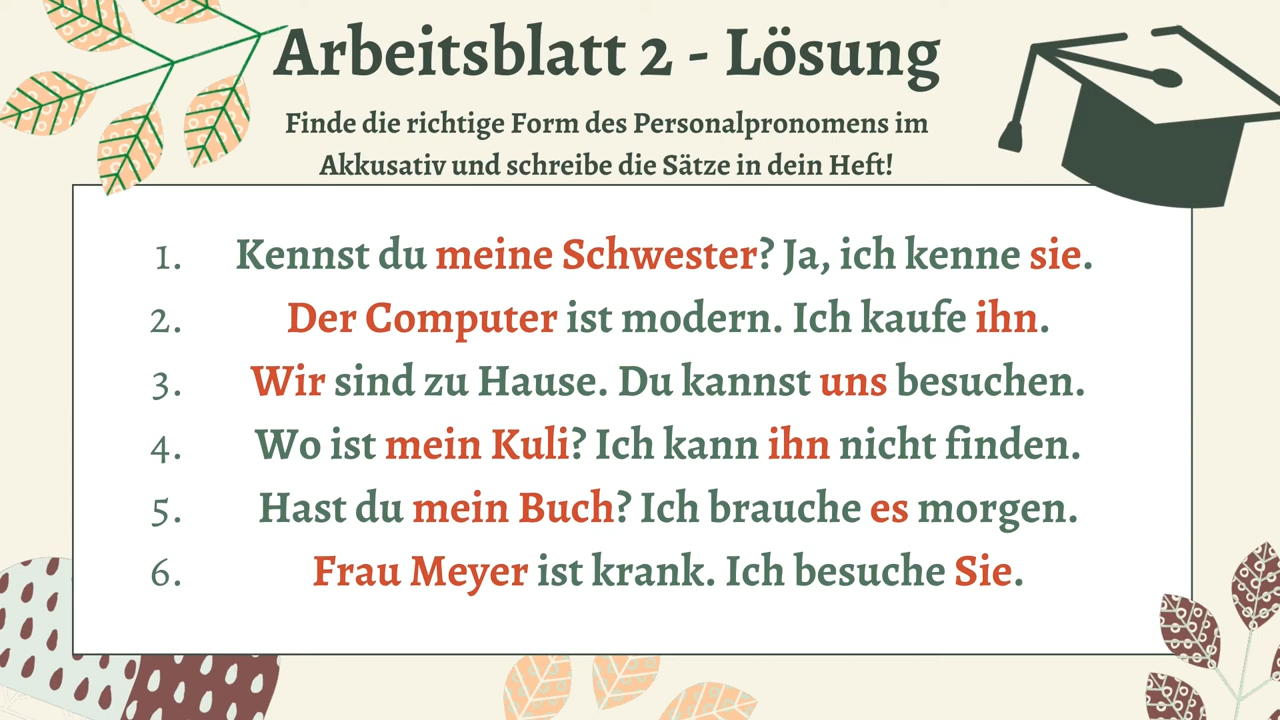 Arbeitsblatt 2 - Lösung
Finde die richtige Form des Personalpronomens im
Akkusativ und schreibe die Sätze in dein Heft!
1. Kennst du meine Schwester? Ja, ich kenne sie.
2. Der Computer ist modern. Ich kaufe ihn.
3. Wir sind zu Hause. Du kannst uns besuchen.
4. Wo ist mein Kuli? Ich kann ihn nicht finden.
5. Hast du mein Buch? Ich brauche es morgen.
6. Frau Meyer ist krank. Ich besuche Sie.